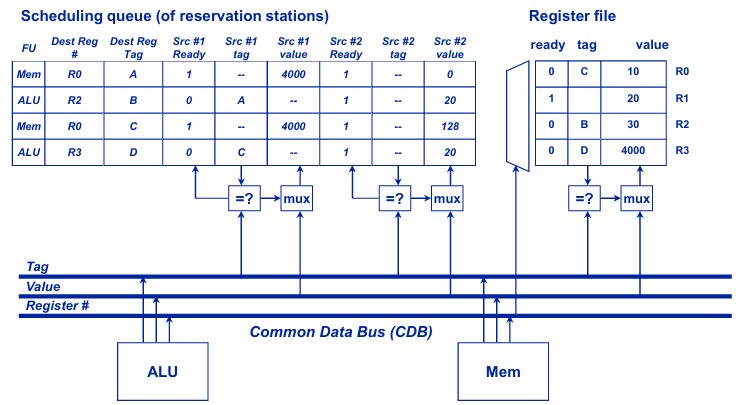 Scheduling queue (of reservation stations)
Register file
FU Dest Reg # Dest Reg Tag Src #1 Ready Src #1 tag Src #1 value Src #2 Ready Src #2 tag Src #2 value
ready tag value
Mem R0 A 1 -- 4000 1 -- 0
0 C 10 R0
ALU R2 B 0 A -- 1 -- 20
1 20 R1
Mem R0 C 1 -- 4000 1 -- 128
0 B 30 R2
ALU R3 D 0 C -- 1 -- 20
0 D 4000 R3
=? mux =? mux =? mux
Tag
Value
Register #
Common Data Bus (CDB)
ALU Mem